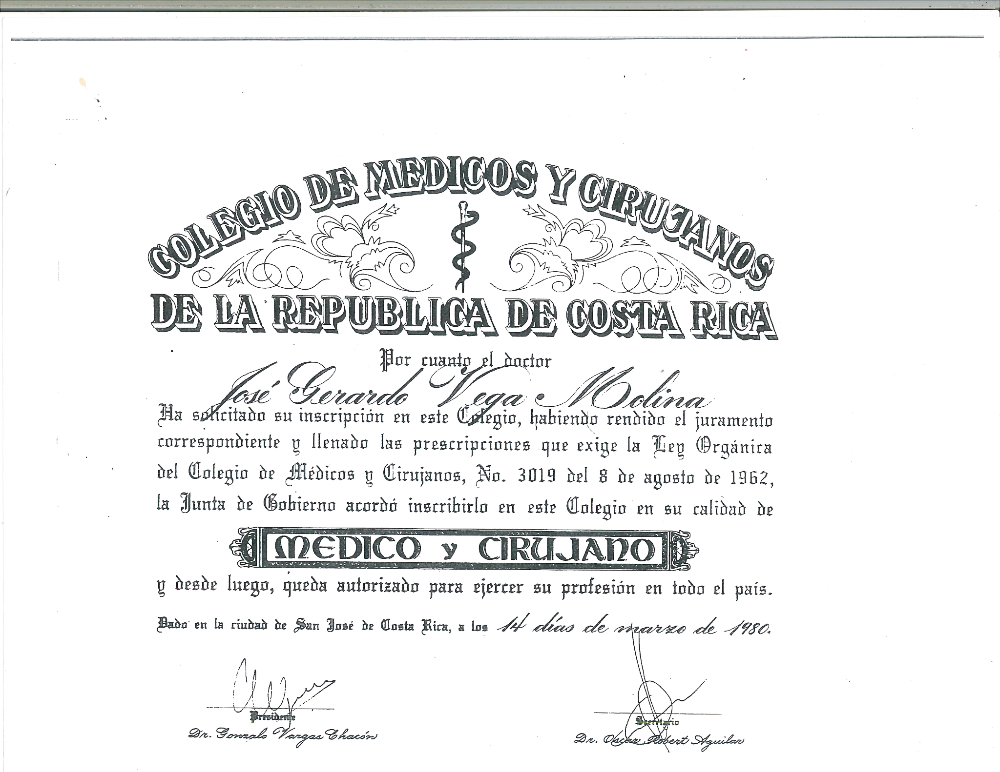 COLEGIO DE MEDICOS Y CIRUJANOS
DE LA REPUBLICA DE COSTA RICA
Por cuanto el doctor
José Gerardo Vega Molina
Ha solicitado su inscripción en este Colegio, habiendo rendido el juramento
correspondiente y llenado las prescripciones que exige la Ley Orgánica
del Colegio de Médicos y Cirujanos, No. 3019 del 8 de agosto de 1962,
la Junta de Gobierno acordó inscribirlo en este Colegio en su calidad de
MEDICO y CIRUJANO
y desde luego, queda autorizado para ejercer su profesión en todo el país.
Dado en la ciudad de San José de Costa Rica, a los 14 días de marzo de 1980.
Presidente
Dr. Gonzalo Vargas Chacón
Secretario
Dr. Oscar Robert Aguilar